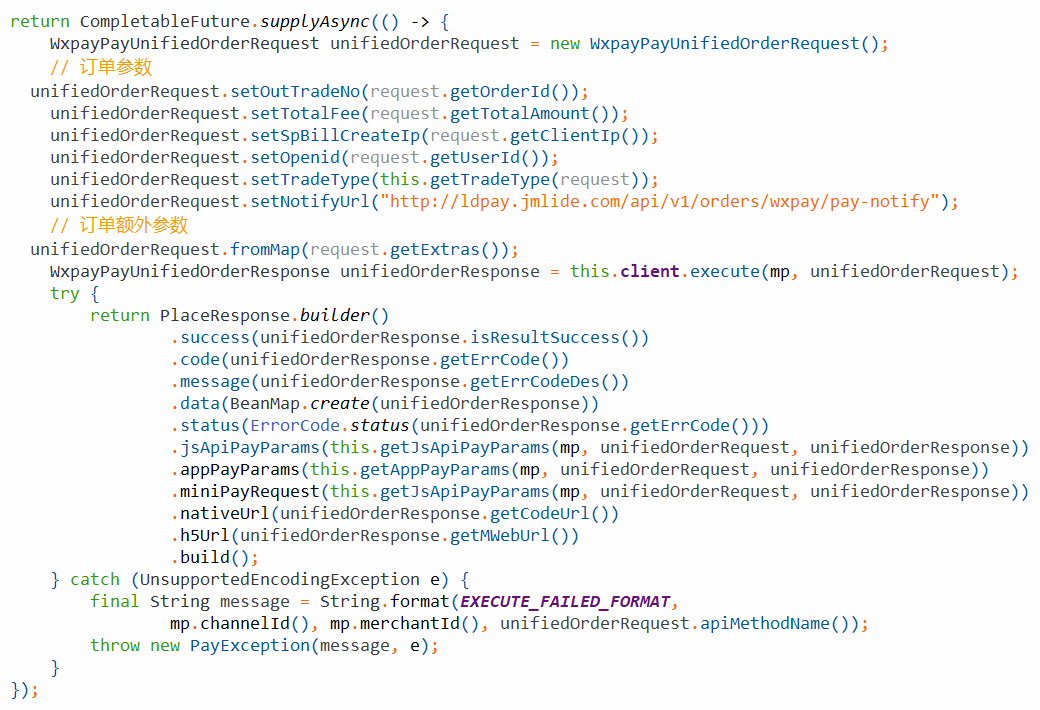 return CompletableFuture.supplyAsync(() -> {
    WxpayPayUnifiedOrderRequest unifiedOrderRequest = new WxpayPayUnifiedOrderRequest();
    // 订单参数
  unifiedOrderRequest.setOutTradeNo(request.getOrderId());
    unifiedOrderRequest.setTotalFee(request.getTotalAmount());
    unifiedOrderRequest.setSpBillCreateIp(request.getClientIp());
    unifiedOrderRequest.setOpenid(request.getUserId());
    unifiedOrderRequest.setTradeType(this.getTradeType(request));
    unifiedOrderRequest.setNotifyUrl("http://ldpay.jmlide.com/api/v1/orders/wxpay/pay-notify");
    // 订单额外参数
  unifiedOrderRequest.fromMap(request.getExtras());
    WxpayPayUnifiedOrderResponse unifiedOrderResponse = this.client.execute(mp, unifiedOrderRequest);
    try {
        return PlaceResponse.builder()
                .success(unifiedOrderResponse.isResultSuccess())
                .code(unifiedOrderResponse.getErrCode())
                .message(unifiedOrderResponse.getErrCodeDes())
                .data(BeanMap.create(unifiedOrderResponse))
                .status(ErrorCode.status(unifiedOrderResponse.getErrCode()))
                .jsApiPayParams(this.getJsApiPayParams(mp, unifiedOrderRequest, unifiedOrderResponse))
                .appPayParams(this.getAppPayParams(mp, unifiedOrderRequest, unifiedOrderResponse))
                .miniPayRequest(this.getJsApiPayParams(mp, unifiedOrderRequest, unifiedOrderResponse))
                .nativeUrl(unifiedOrderResponse.getCodeUrl())
                .h5Url(unifiedOrderResponse.getMWebUrl())
                .build();
    } catch (UnsupportedEncodingException e) {
        final String message = String.format(EXECUTE_FAILED_FORMAT,
                mp.channelId(), mp.merchantId(), unifiedOrderRequest.apiMethodName());
        throw new PayException(message, e);
    }
});